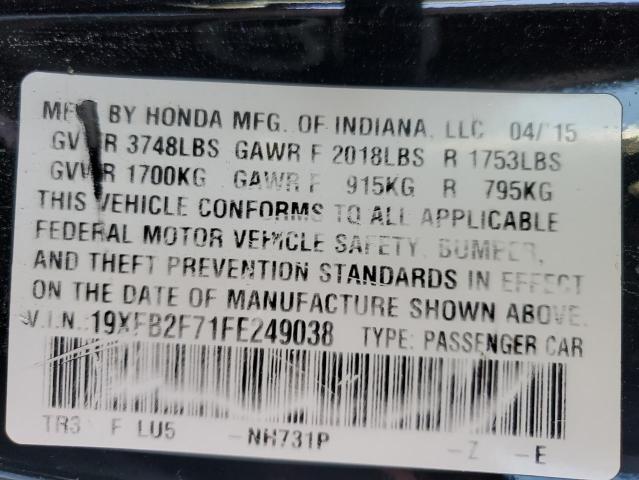 MFD BY HONDA MFG. OF INDIANA, LLC 04/15
GVWR 3748LBS GAWR F 2018LBS R 1753LBS
GVWR 1700KG GAWR F 915KG R 795KG
THIS VEHICLE CONFORMS TO ALL APPLICABLE
FEDERAL MOTOR VEHICLE SAFETY, BUMPER,
AND THEFT PREVENTION STANDARDS IN EFFECT
ON THE DATE OF MANUFACTURE SHOWN ABOVE.
V.I.N.:19XFB2F71FE249038 TYPE: PASSENGER CAR
TR3 F LU5 -NH731P -Z -E